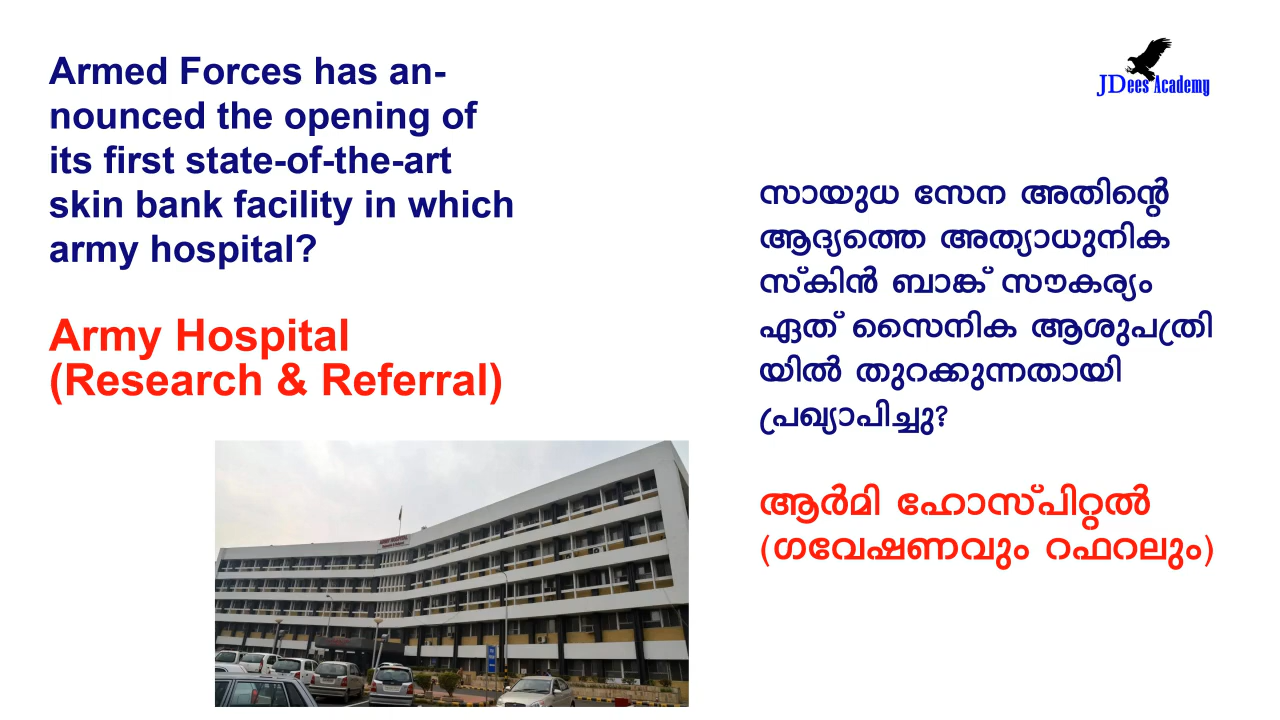 Armed Forces has an-
nounced the opening of
its first state-of-the-art
skin bank facility in which
army hospital?
Army Hospital
(Research & Referral)
JDees Academy
സായുധ സേന അതിന്റെ
ആദ്യത്തെ അത്യാധുനിക
സ്കിൻ ബാങ്ക് സൗകര്യം
ഏത് സൈനിക ആശുപത്രി
യിൽ തുറക്കുന്നതായി
പ്രഖ്യാപിച്ചു?
ആർമി ഹോസ്പിറ്റൽ
(ഗവേഷണവും റഫറലും)
ARMY HOSPITAL